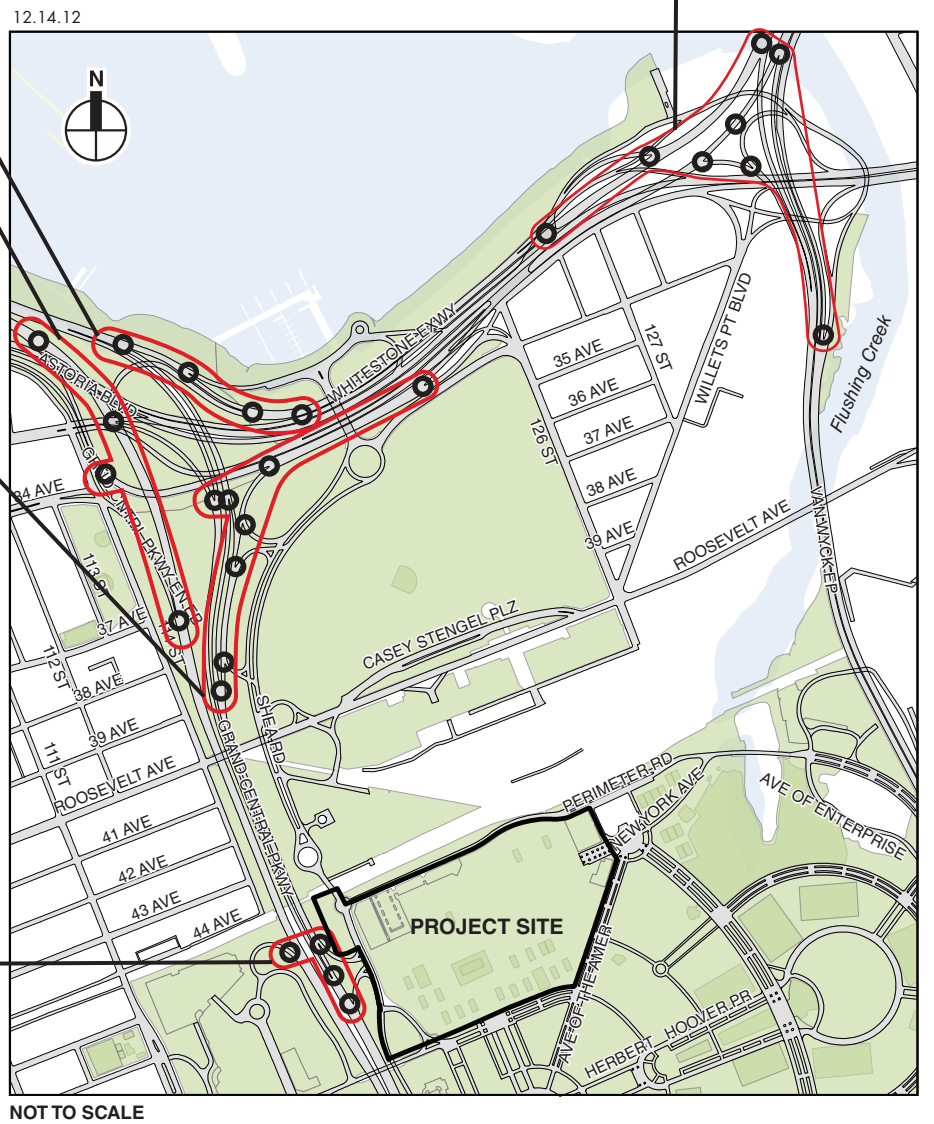 12.14.12
N
WHITESTONE EXWY
ASTORIA BLVD
35 AVE
127 ST
WILLETS PT BLVD
36 AVE
Flushing Creek
37 AVE
126 ST
38 AVE
34 AVE
39 AVE
ROOSEVELT AVE
VAN WYCK EP
113 ST
37 AVE
114 ST
CASEY STENGEL PLZ
112 ST
38 AVE
SHEA RD
39 AVE
111 ST
GRAND CENTRAL PKWY
ROOSEVELT AVE
PERIMETER RD
NEW YORK AVE
AVE OF ENTERPRISE
41 AVE
42 AVE
43 AVE
44 AVE
PROJECT SITE
AVE OF THE AMER
HERBERT HOOVER PR
NOT TO SCALE